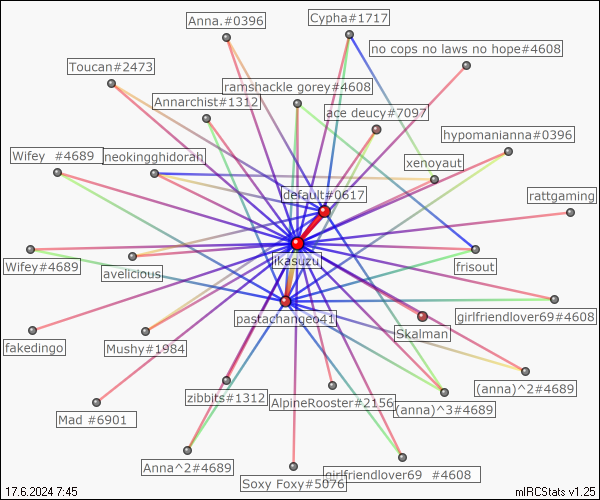 Anna.#0396
Cypha#1717
no cops no laws no hope#4608
Toucan#2473
ramshackle gorey#4608
Annarchist#1312
ace deucy#7097
hypomanianna#0396
Wifey #4689
neokingghidorah
xenoyaut
default#0617
rattgaming
ikasuzu
Wifey#4689
avelicious
frisout
pastachangeo41
girlfriendlover69#4608
Skalman
fakedingo
Mushy#1984
(anna)^2#4689
zibbits#1312
AlpineRooster#2156
(anna)^3#4689
Mad #6901
Anna^2#4689
Soxy Foxy#5076
girlfriendlover69 #4608
17.6.2024 7:45
mIRCStats v1.25